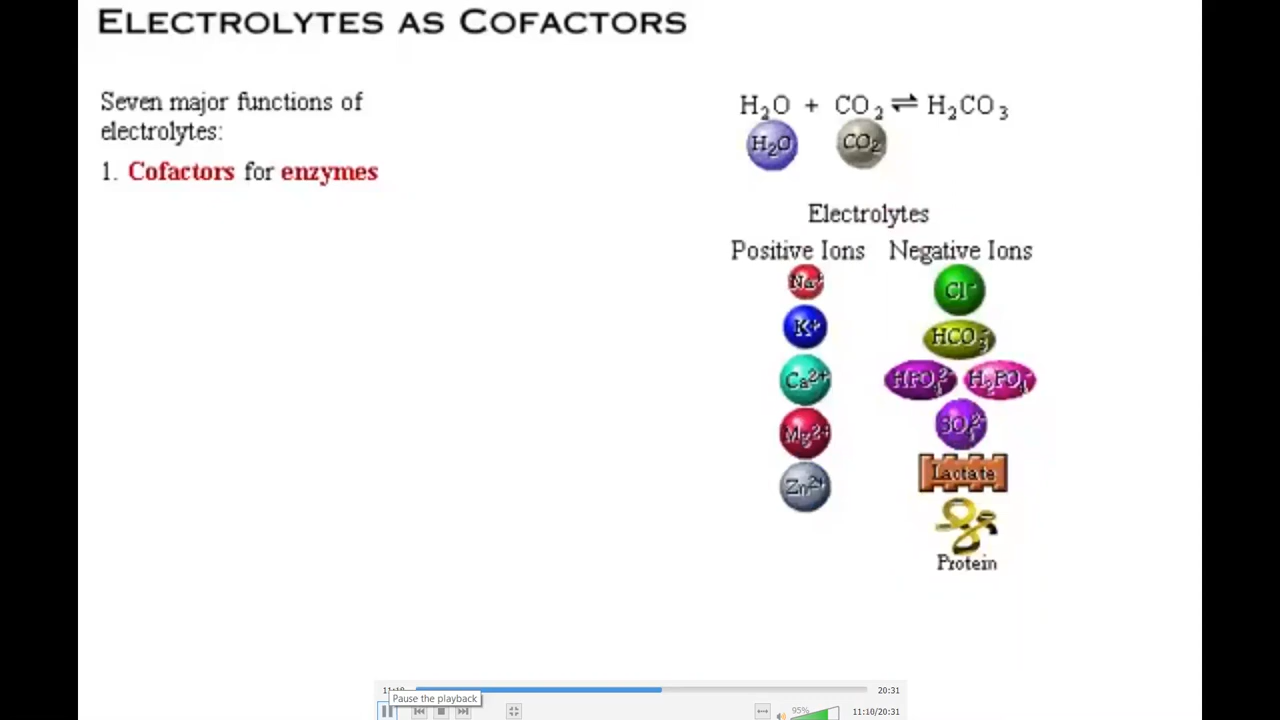 ELECTROLYTES AS COFACTORS
Seven major functions of
electrolytes:
1. Cofactors for enzymes
H₂O + CO₂ ⇌ H₂CO₃
H₂O CO₂
Electrolytes
Positive Ions Negative Ions
Na⁺
Cl⁻
K⁺
HCO₃⁻
Ca²⁺
HPO₄²⁻ H₂PO₄⁻
Mg²⁺
SO₄²⁻
Lactate
Zn²⁺
Protein
20:31
Pause the playback
95%
11:10/20:31